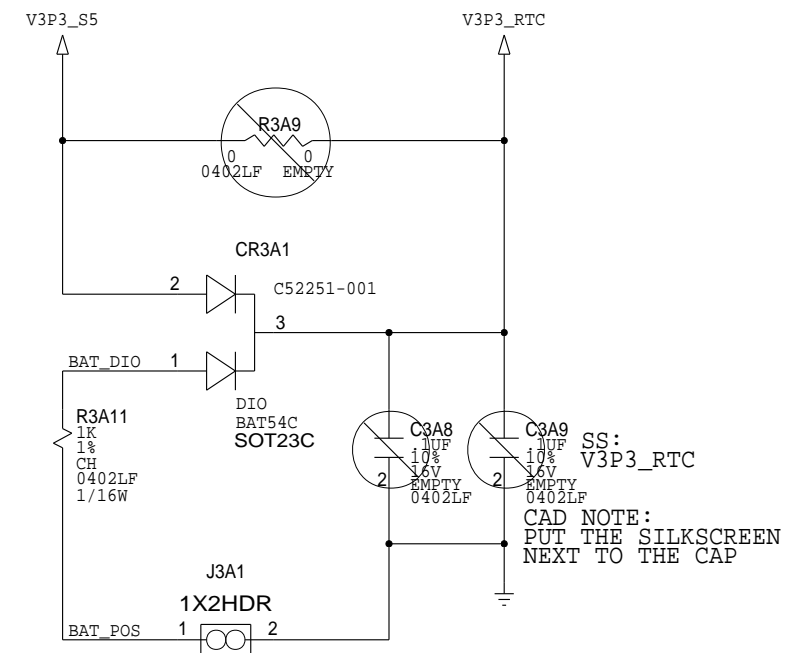 V3P3_S5
V3P3_RTC
R3A9
0 0
0402LF EMPTY
CR3A1
2
C52251-001
3
BAT_DIO 1
DIO
BAT54C
SOT23C
R3A11
1K
1%
CH
0402LF
1/16W
C3A8
.1UF
10%
16V
2
EMPTY
0402LF
C3A9
.1UF
10%
16V
2
EMPTY
0402LF
SS:
V3P3_RTC
CAD NOTE:
PUT THE SILKSCREEN
NEXT TO THE CAP
J3A1
1X2HDR
BAT_POS 1 2